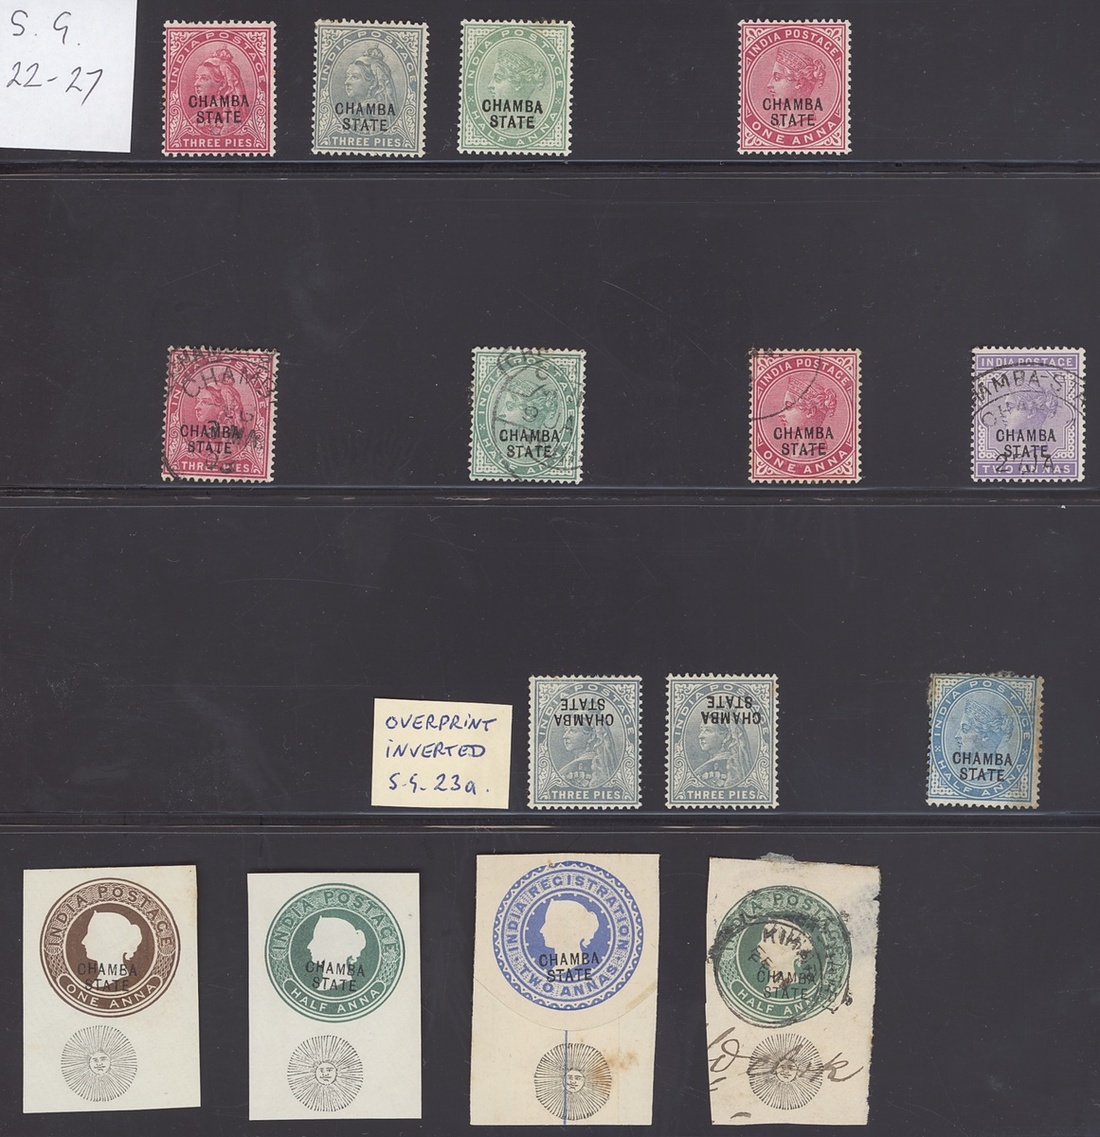 S. G.
22-27
INDIA POSTAGE
CHAMBA
STATE
THREE PIES
INDIA POSTAGE
CHAMBA
STATE
THREE PIES
INDIA POSTAGE
CHAMBA
STATE
HALF ANNA
INDIA POSTAGE
CHAMBA
STATE
ONE ANNA
CHAMBA
STATE
THREE PIES
CHAMBA
STATE
INDIA POSTAGE
CHAMBA
STATE
ONE ANNA
INDIA POSTAGE
CHAMBA
STATE
TWO ANNAS
OVERPRINT
INVERTED
S.G. 23a.
INDIA POSTAGE
CHAMBA
STATE
THREE PIES
INDIA POSTAGE
CHAMBA
STATE
THREE PIES
INDIA POSTAGE
CHAMBA
STATE
HALF ANNA
INDIA POSTAGE
CHAMBA
STATE
ONE ANNA
INDIA POSTAGE
CHAMBA
STATE
HALF ANNA
INDIA REGISTRATION
CHAMBA
STATE
TWO ANNAS
INDIA POSTAGE
CHAMBA
STATE
HALF ANNA